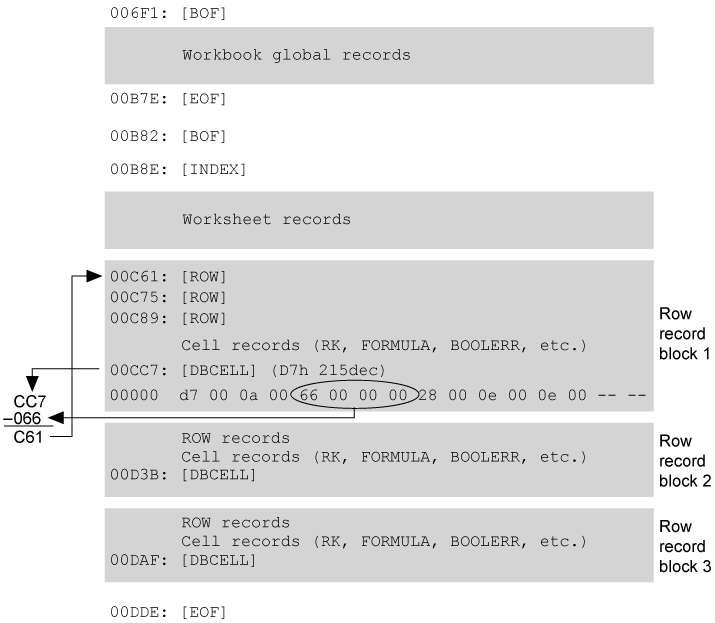 006F1: [BOF]
Workbook global records
00B7E: [EOF]
00B82: [BOF]
00B8E: [INDEX]
Worksheet records
00C61: [ROW]
00C75: [ROW]
00C89: [ROW]
Cell records (RK, FORMULA, BOOLERR, etc.)
00CC7: [DBCELL] (D7h 215dec)
00000 d7 00 0a 00 66 00 00 00 28 00 0e 00 0e 00 -- --
Row
record
block 1
CC7
–066
C61
ROW records
Cell records (RK, FORMULA, BOOLERR, etc.)
00D3B: [DBCELL]
Row
record
block 2
ROW records
Cell records (RK, FORMULA, BOOLERR, etc.)
00DAF: [DBCELL]
Row
record
block 3
00DDE: [EOF]